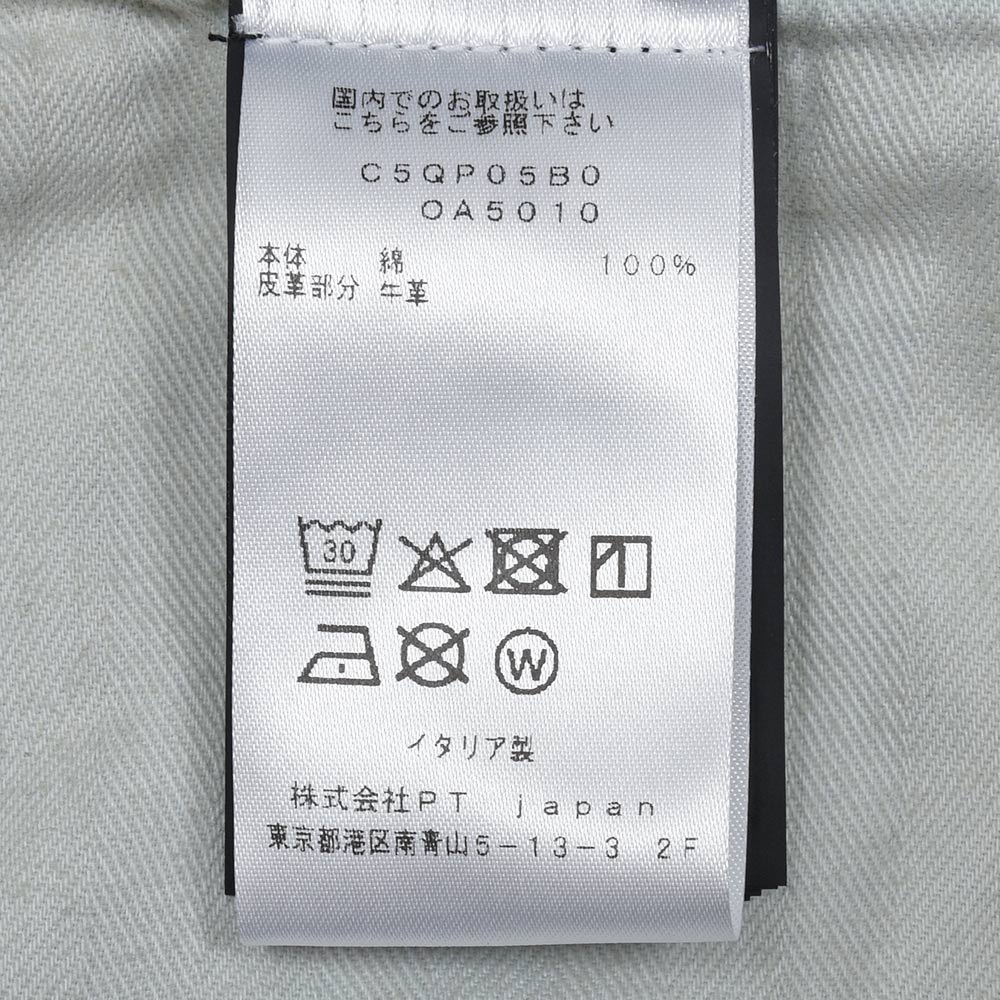 国内でのお取扱いは
こちらをご参照下さい
C5QP05B0
OA5010
本体 綿 100%
皮革部分 牛革
30
W
イタリア製
株式会社PT japan
東京都港区南青山5-13-3 2F